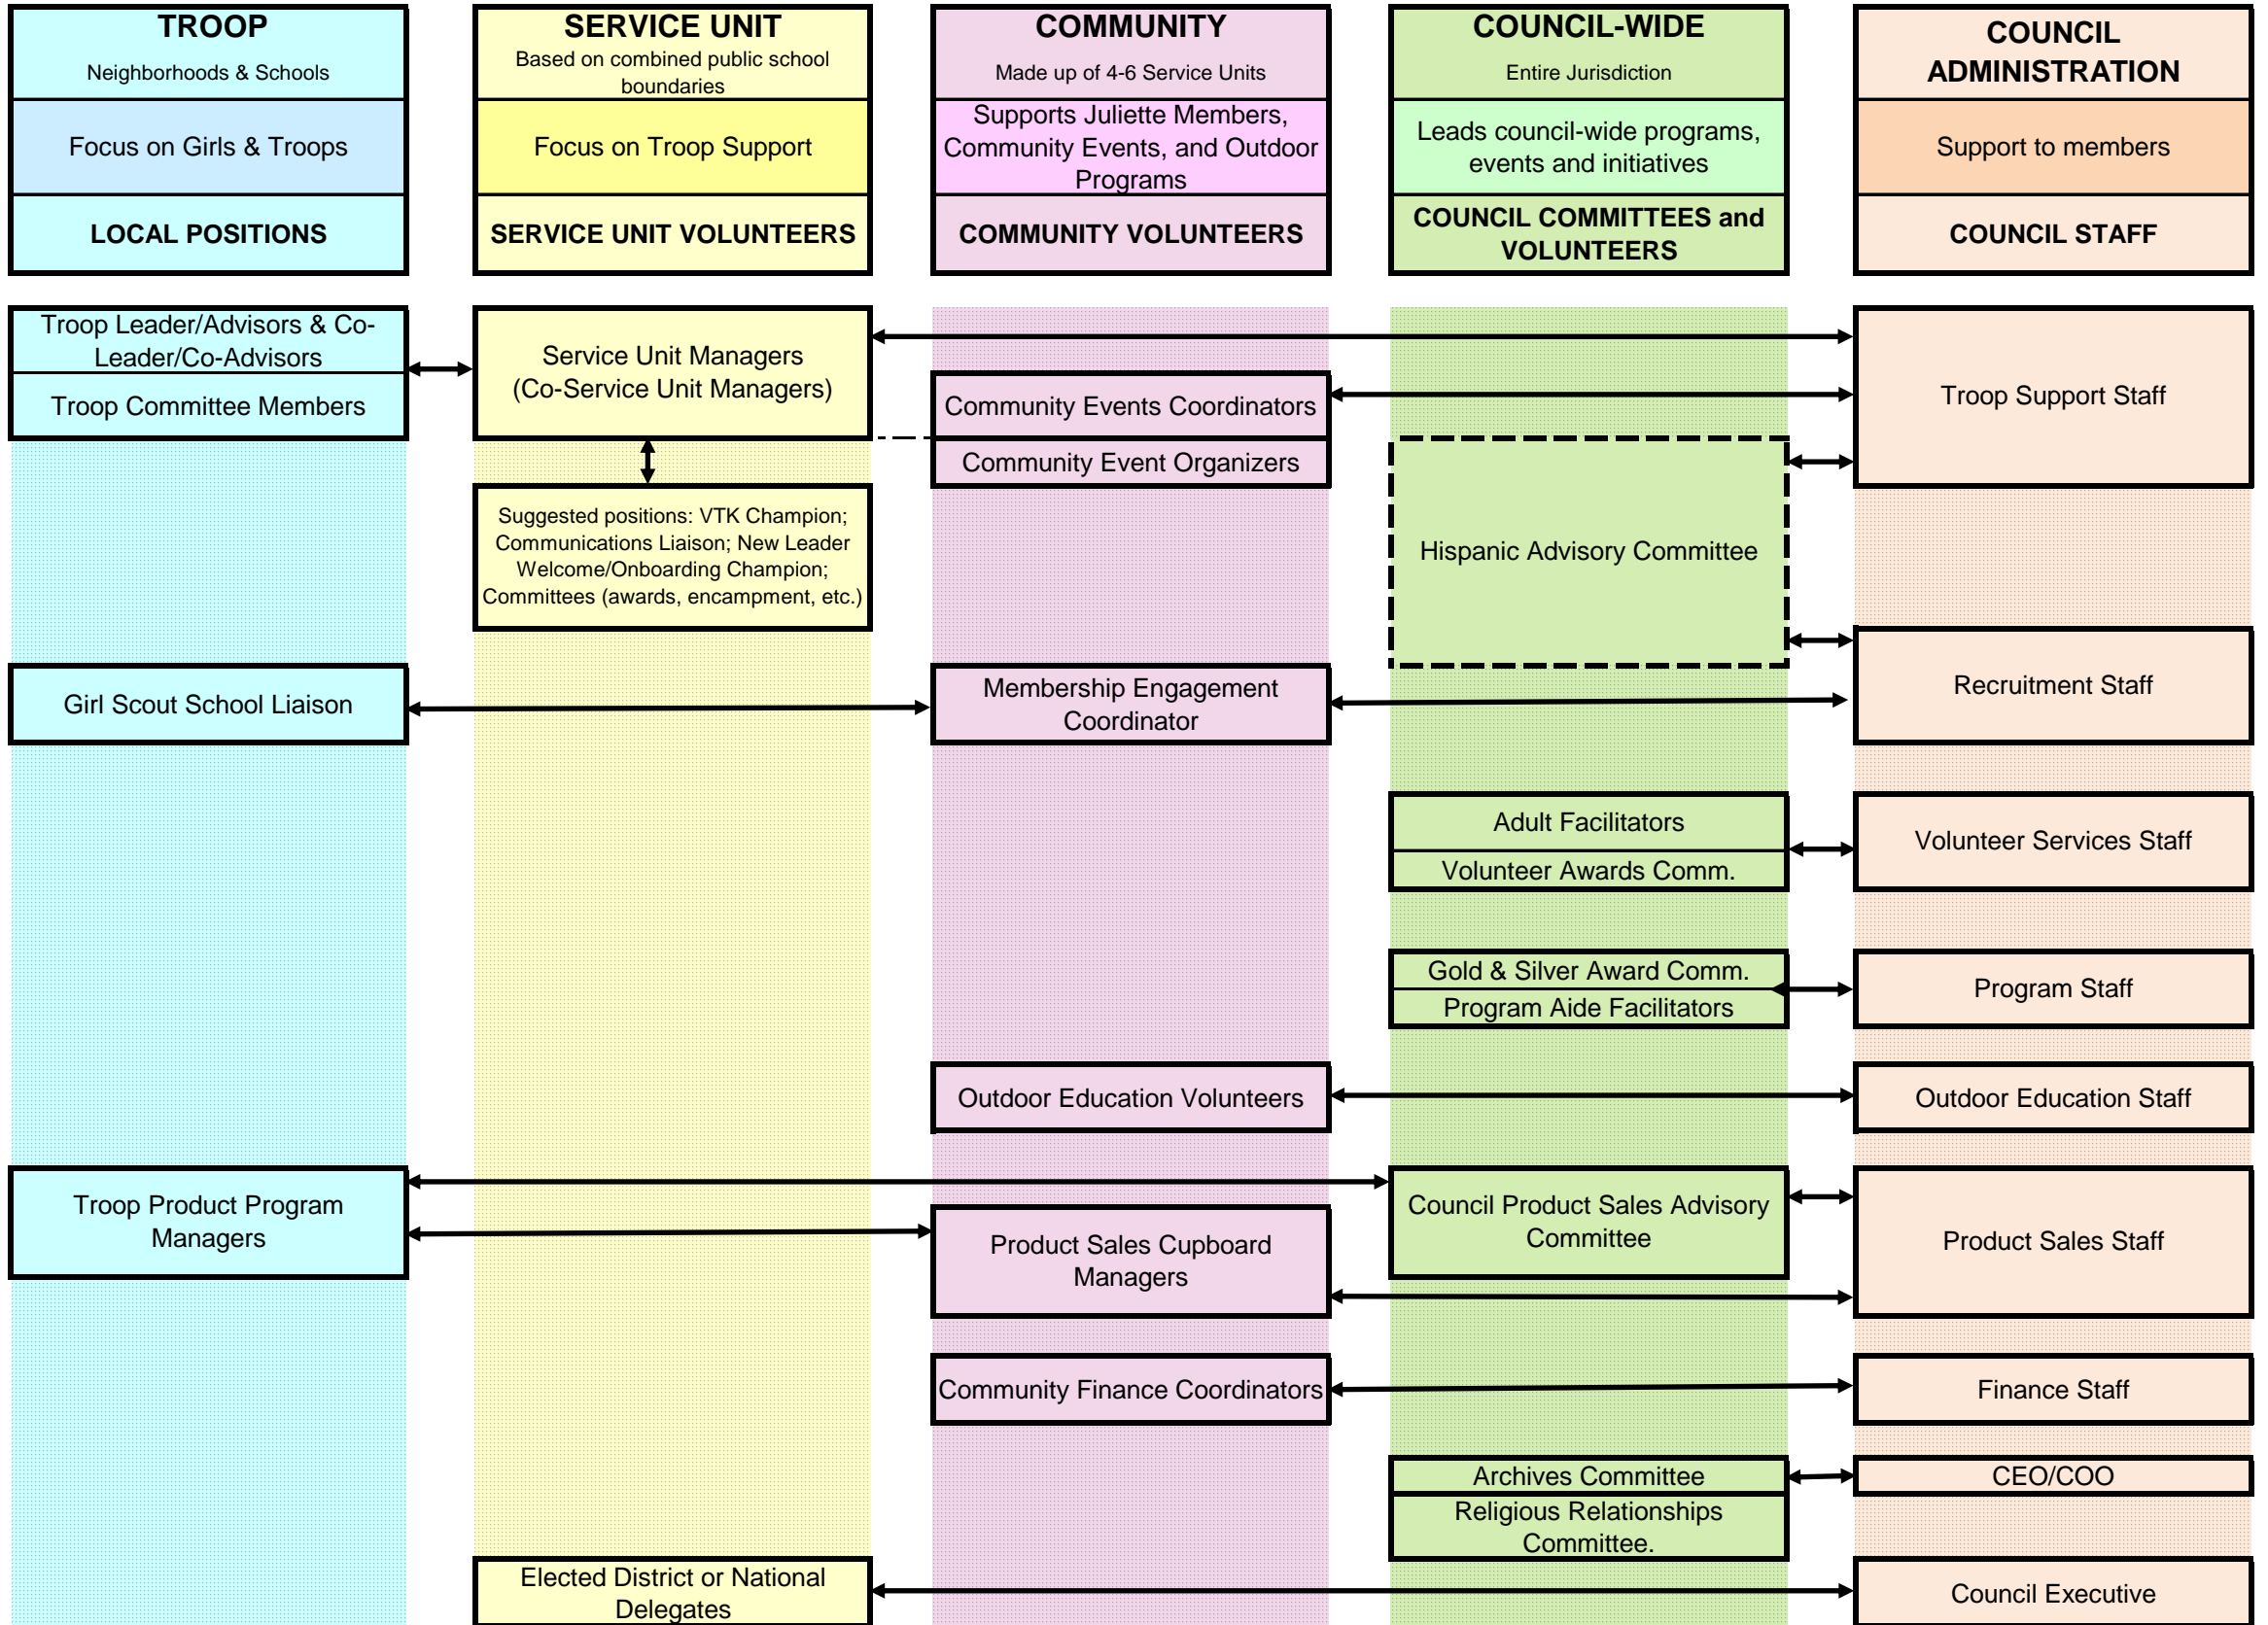 TROOP
Neighborhoods & Schools
Focus on Girls & Troops
LOCAL POSITIONS
SERVICE UNIT
Based on combined public school
boundaries
Focus on Troop Support
SERVICE UNIT VOLUNTEERS
COMMUNITY
Made up of 4-6 Service Units
Supports Juliette Members,
Community Events, and Outdoor
Programs
COMMUNITY VOLUNTEERS
COUNCIL-WIDE
Entire Jurisdiction
Leads council-wide programs,
events and initiatives
COUNCIL COMMITTEES and
VOLUNTEERS
COUNCIL
ADMINISTRATION
Support to members
COUNCIL STAFF
Troop Leader/Advisors & Co-
Leader/Co-Advisors
Troop Committee Members
Service Unit Managers
(Co-Service Unit Managers)
Community Events Coordinators
Community Event Organizers
Troop Support Staff
Suggested positions: VTK Champion;
Communications Liaison; New Leader
Welcome/Onboarding Champion;
Committees (awards, encampment, etc.)
Hispanic Advisory Committee
Girl Scout School Liaison
Membership Engagement
Coordinator
Recruitment Staff
Adult Facilitators
Volunteer Awards Comm.
Volunteer Services Staff
Gold & Silver Award Comm.
Program Aide Facilitators
Program Staff
Outdoor Education Volunteers
Outdoor Education Staff
Troop Product Program
Managers
Product Sales Cupboard
Managers
Council Product Sales Advisory
Committee
Product Sales Staff
Community Finance Coordinators
Finance Staff
Archives Committee
Religious Relationships
Committee.
CEO/COO
Elected District or National
Delegates
Council Executive